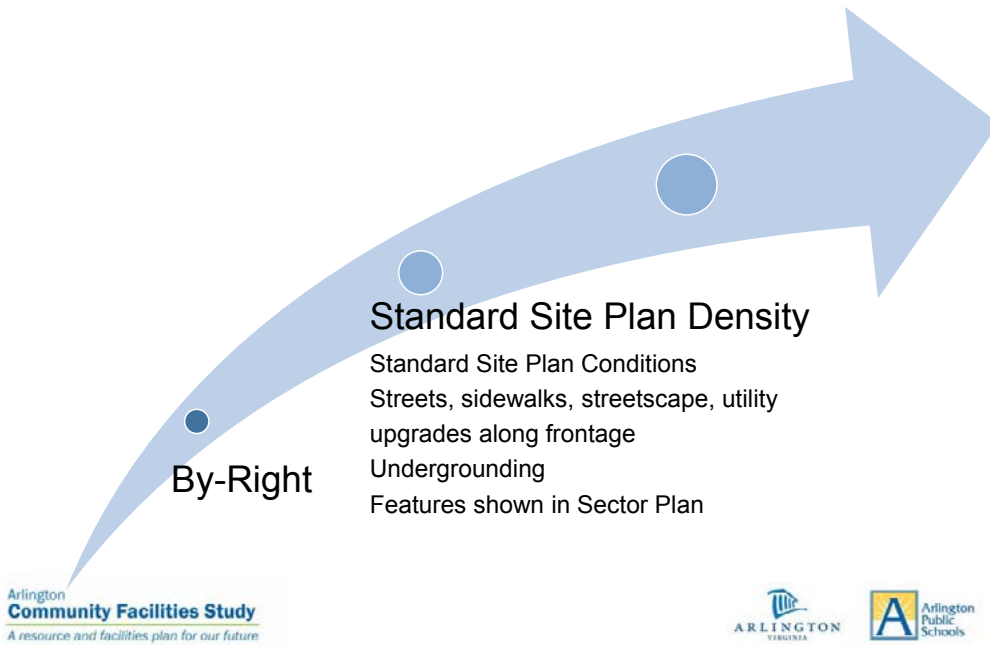 Standard Site Plan Density
Standard Site Plan Conditions
Streets, sidewalks, streetscape, utility
upgrades along frontage
Undergrounding
Features shown in Sector Plan
By-Right
Arlington
Community Facilities Study
A resource and facilities plan for our future
ARLINGTON
VIRGINIA
A
Arlington
Public
Schools